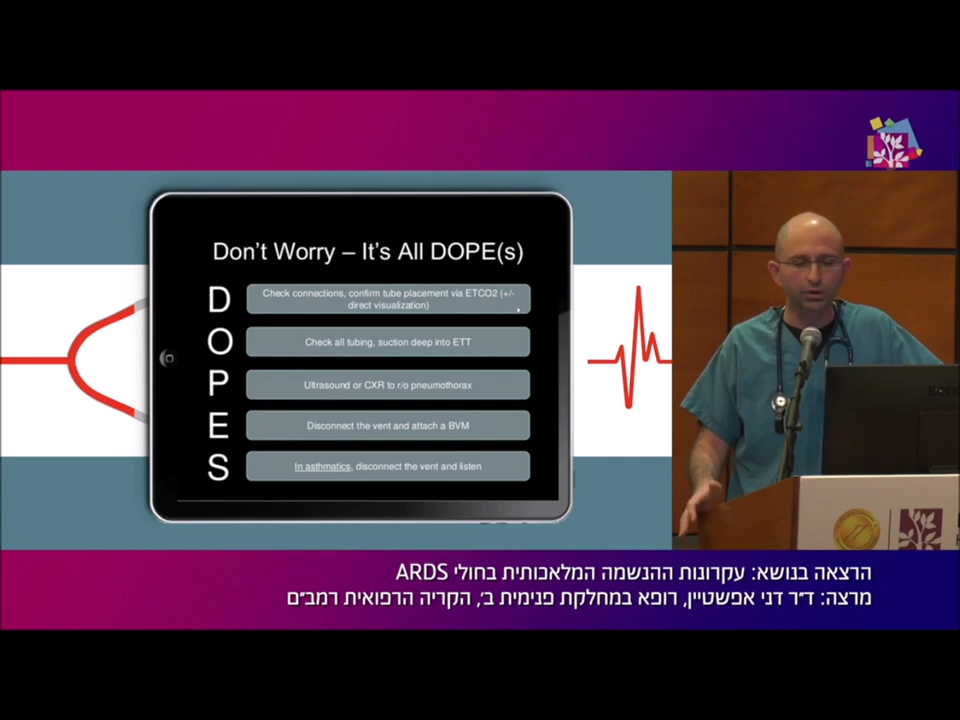 Don't Worry – It's All DOPE(s)
D
Check connections, confirm tube placement via ETCO2 (+/-
direct visualization)
O
Check all tubing, suction deep into ETT
P
Ultrasound or CXR to r/o pneumothorax
E
Disconnect the vent and attach a BVM
S
In asthmatics, disconnect the vent and listen
הרצאה בנושא: עקרונות ההנשמה המלאכותית בחולי ARDS
מרצה: ד״ר דני אפשטיין, רופא במחלקת פנימית ב׳, הקריה הרפואית רמב״ם